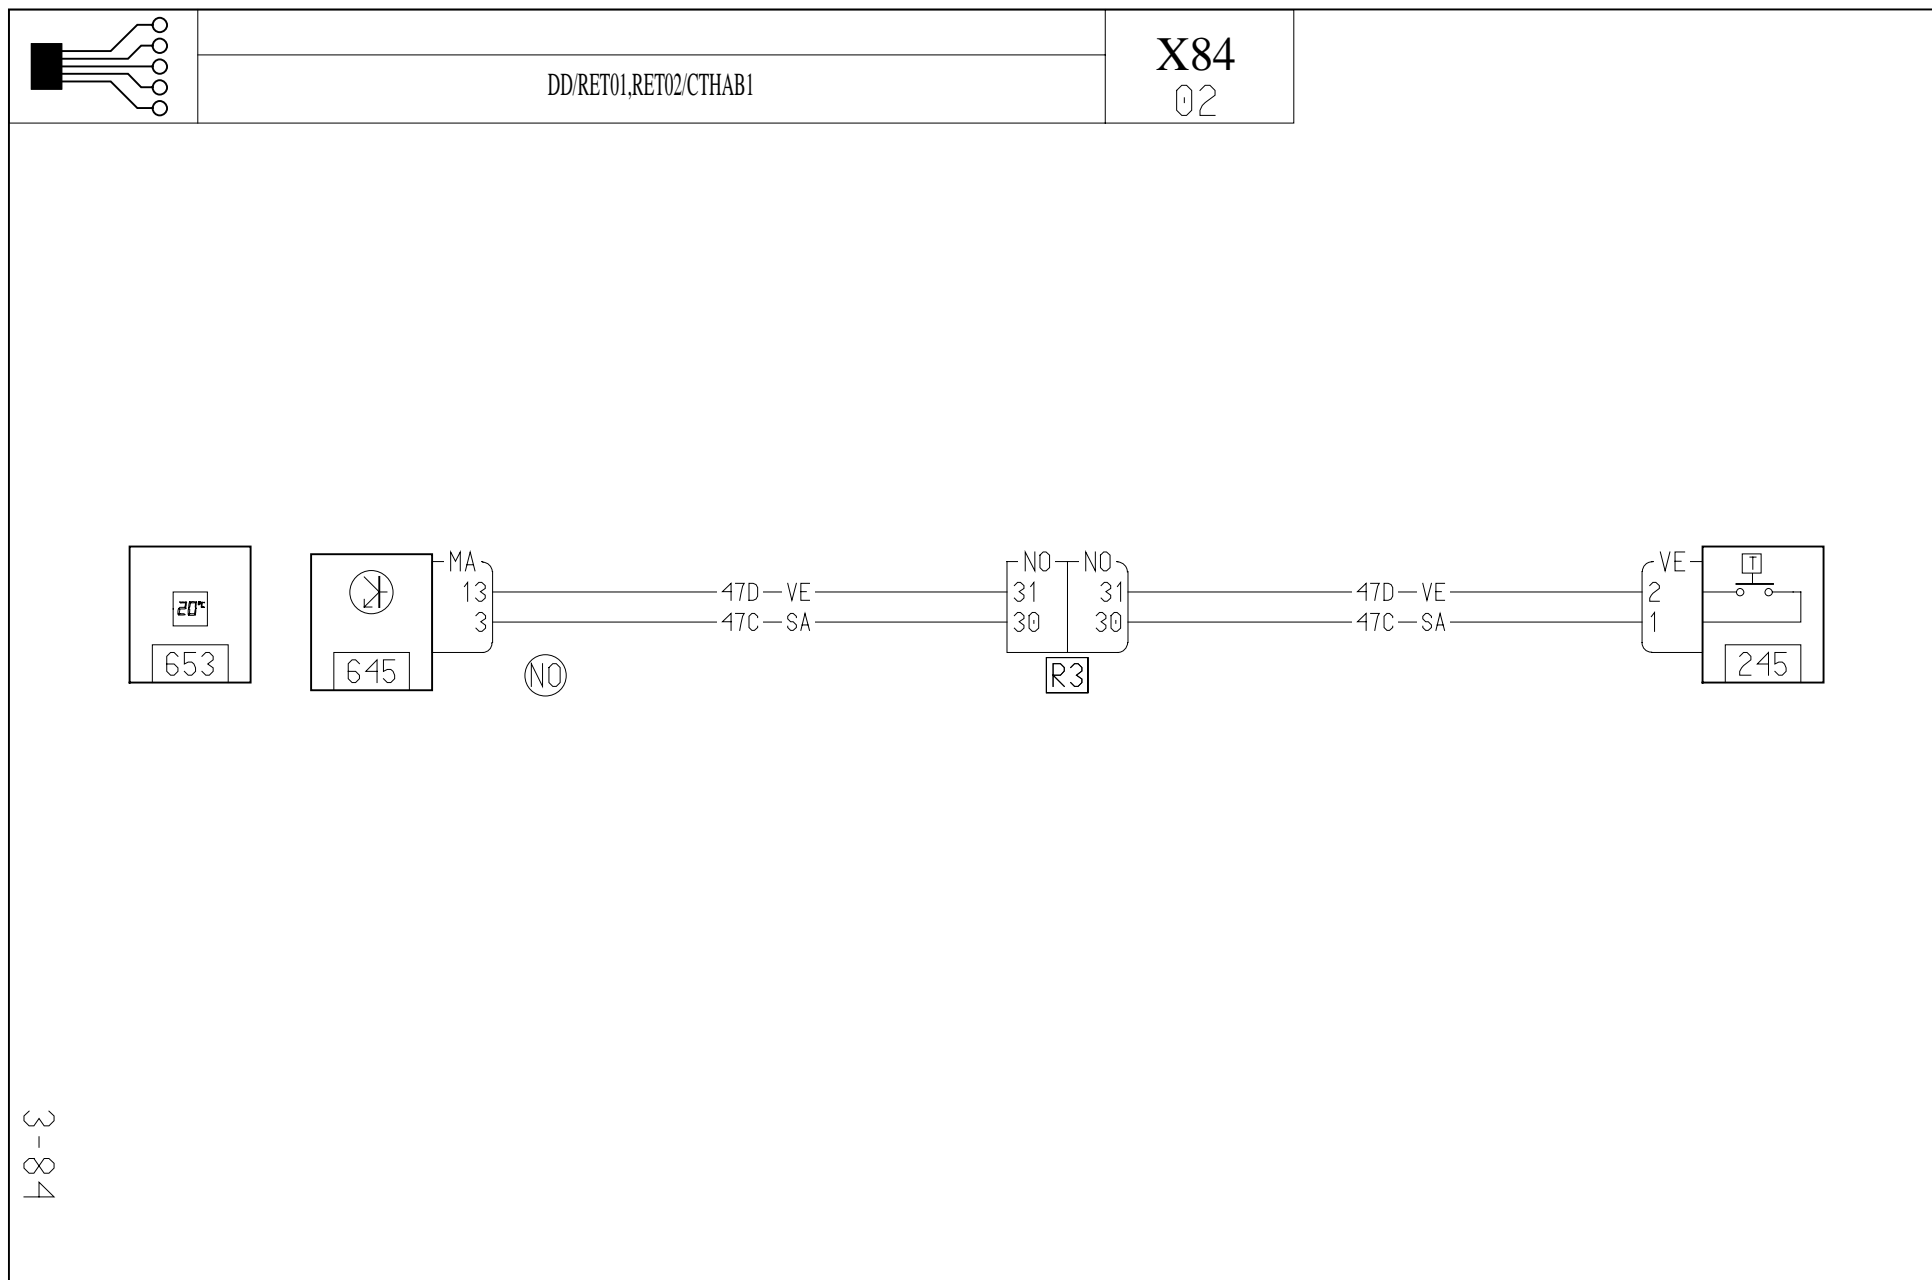 X84
DD/RET01,RET02/CTHAB1
02
MA NO NO VE T
13 47D VE 31 31 47D VE 2
20°C 3 47C SA 30 30 47C SA 1
653 645 NO R3 245
3-84